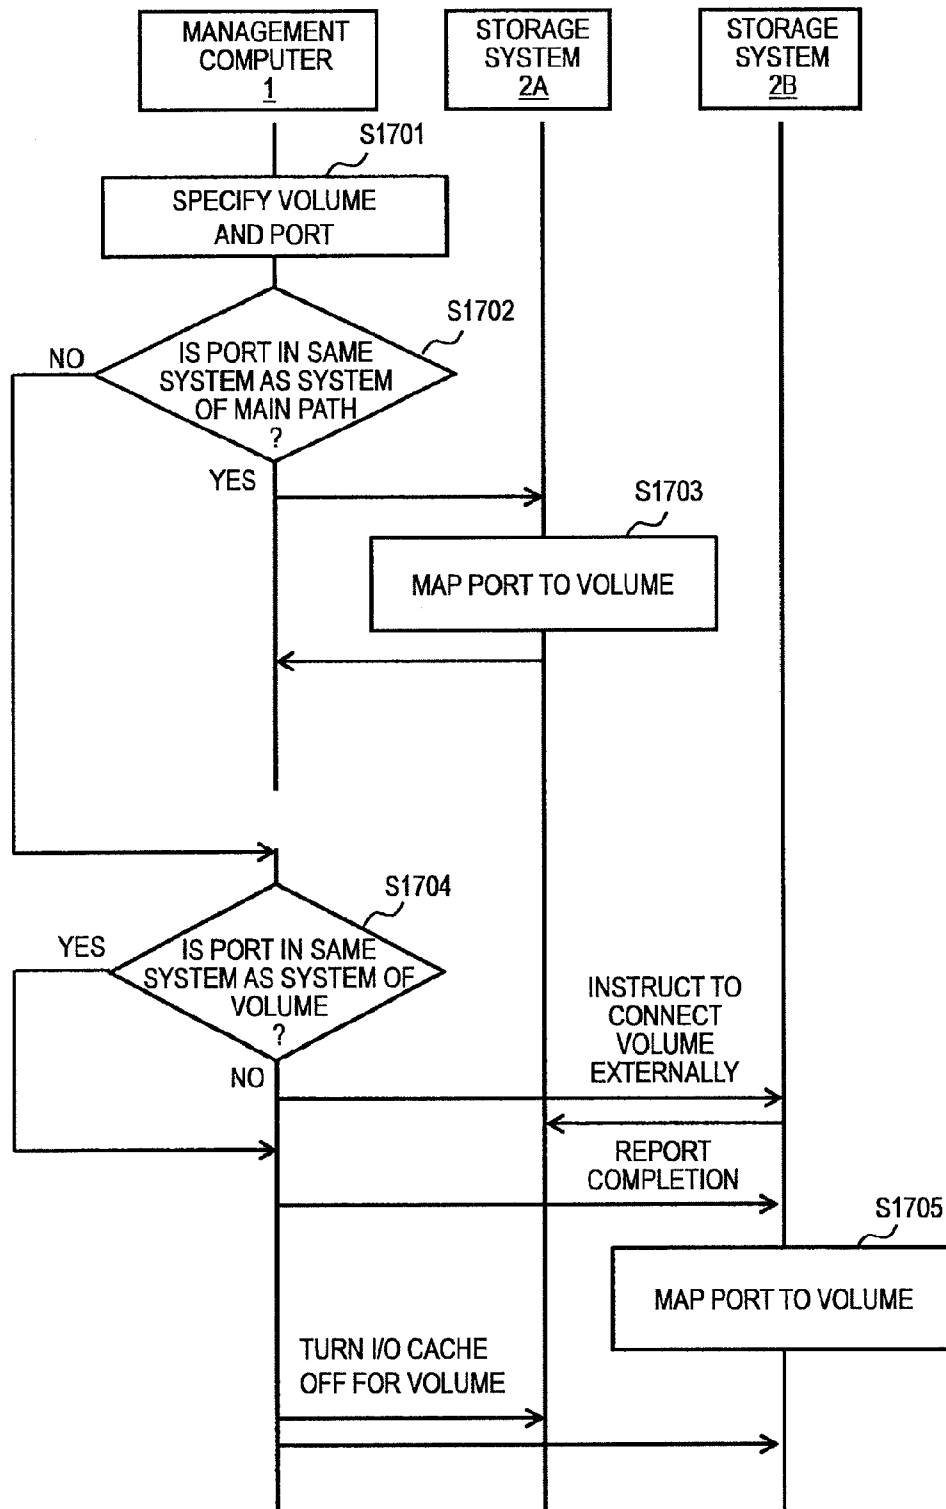 MANAGEMENT
COMPUTER
1
STORAGE
SYSTEM
2A
STORAGE
SYSTEM
2B
S1701
SPECIFY VOLUME
AND PORT
S1702
NO
IS PORT IN SAME
SYSTEM AS SYSTEM
OF MAIN PATH
?
YES
S1703
MAP PORT TO VOLUME
S1704
YES
IS PORT IN SAME
SYSTEM AS SYSTEM OF
VOLUME
?
NO
INSTRUCT TO
CONNECT
VOLUME
EXTERNALLY
REPORT
COMPLETION
S1705
MAP PORT TO VOLUME
TURN I/O CACHE
OFF FOR VOLUME